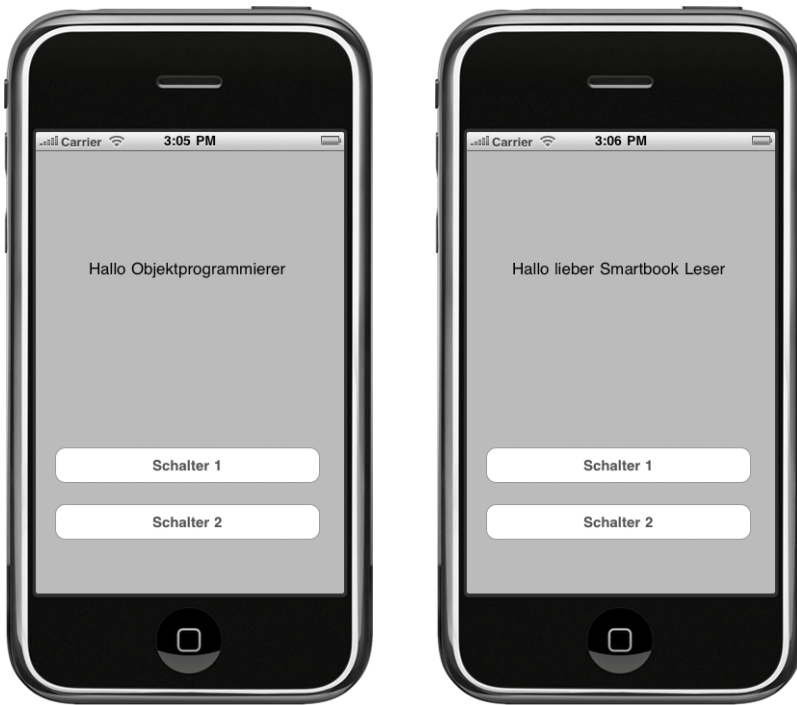 Carrier 3:05 PM
Hallo Objektprogrammierer
Schalter 1
Schalter 2
Carrier 3:06 PM
Hallo lieber Smartbook Leser
Schalter 1
Schalter 2